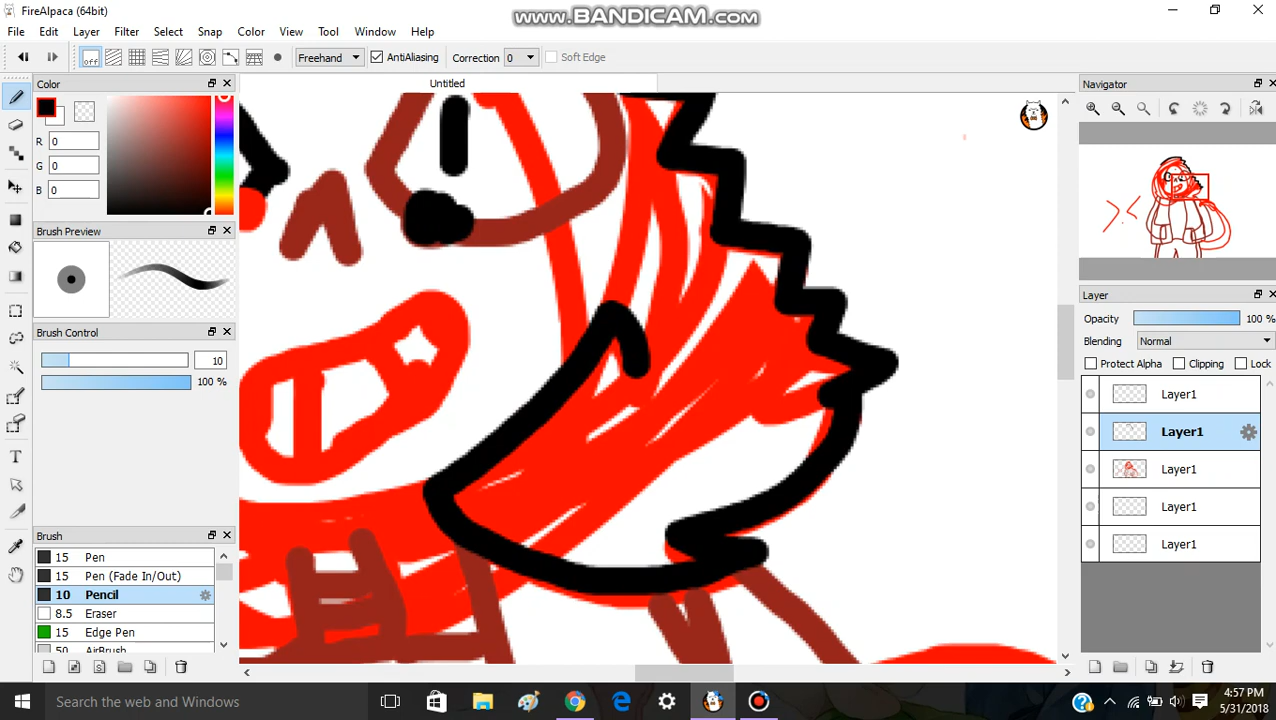 FireAlpaca (64bit)
WWW.BANDICAM.COM
File Edit Layer Filter Select Snap Color View Tool Window Help
Freehand AntiAliasing Correction 0 Soft Edge
Color
Untitled
Navigator
R 0
G 0
B 0
Brush Preview
Layer
Opacity 100 %
Brush Control
Blending Normal
10
Protect Alpha Clipping Lock
100 %
Layer1
Layer1
Layer1
Layer1
Layer1
Brush
15 Pen
15 Pen (Fade In/Out)
10 Pencil
8.5 Eraser
15 Edge Pen
50 AirBrush
Search the web and Windows
4:57 PM
5/31/2018